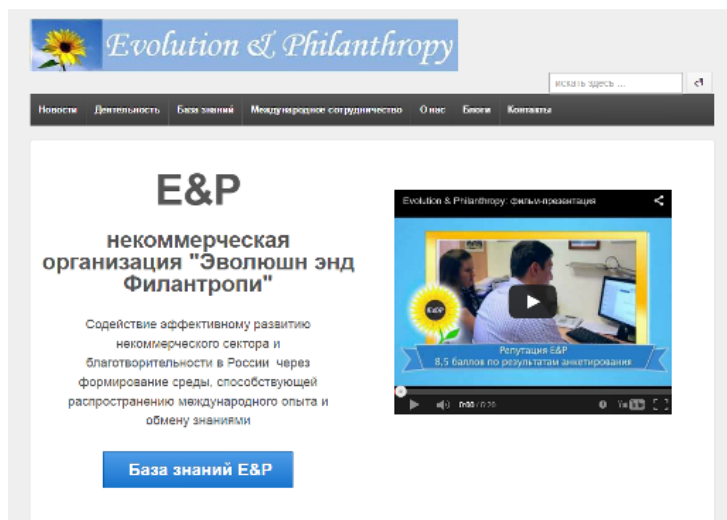 Evolution & Philanthropy
искать здесь ...
Новости Деятельность База знаний Международное сотрудничество О нас Блоги Контакты
E&P
некоммерческая
организация "Эволюшн энд
Филантропи"
Содействие эффективному развитию
некоммерческого сектора и
благотворительности в России через
формирование среды, способствующей
распространению международного опыта и
обмену знаниями
База знаний E&P
Evolution & Philanthropy: фильм-презентация
E&P
Репутация E&P
8,5 баллов по результатам анкетирования
0:00 / 0:20